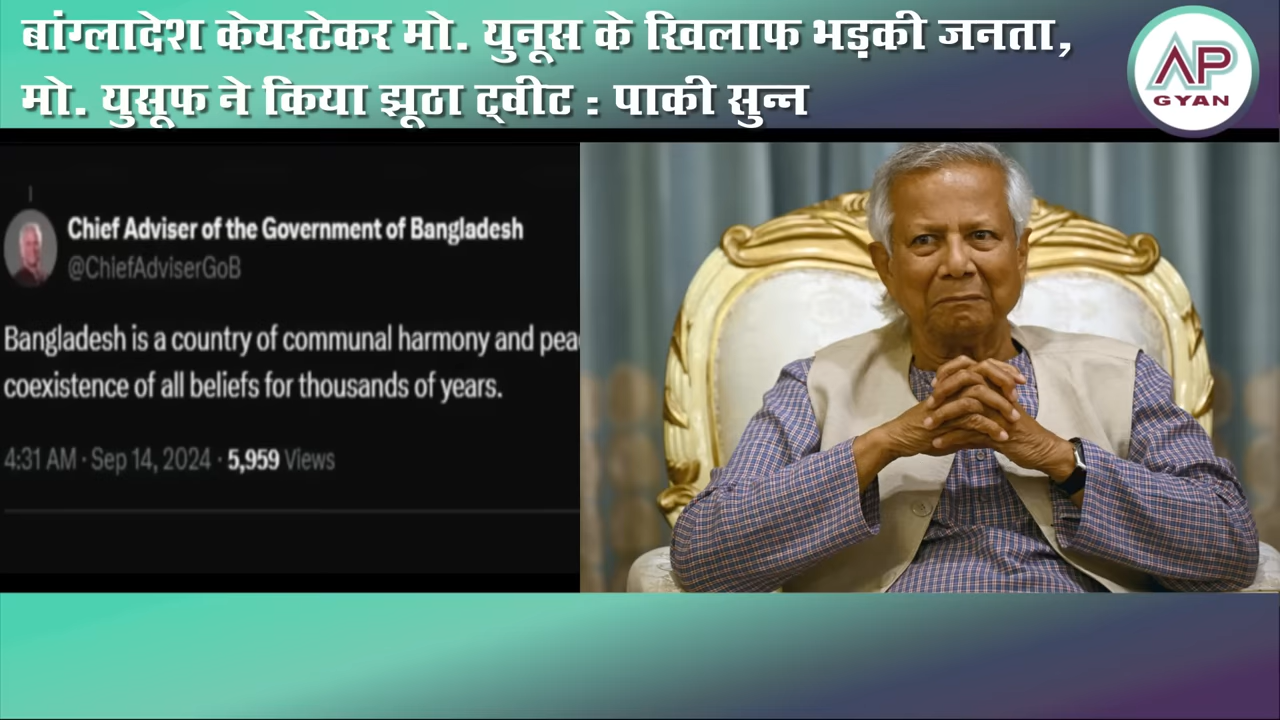 बांग्लादेश केयरटेकर मो. युनूस के खिलाफ भड़की जनता,
मो. युसूफ ने किया झूठा ट्वीट : पाकी सुन्न
AP
GYAN
Chief Adviser of the Government of Bangladesh
@ChiefAdviserGoB
Bangladesh is a country of communal harmony and pea
coexistence of all beliefs for thousands of years.
4:31 AM · Sep 14, 2024 · 5,959 Views